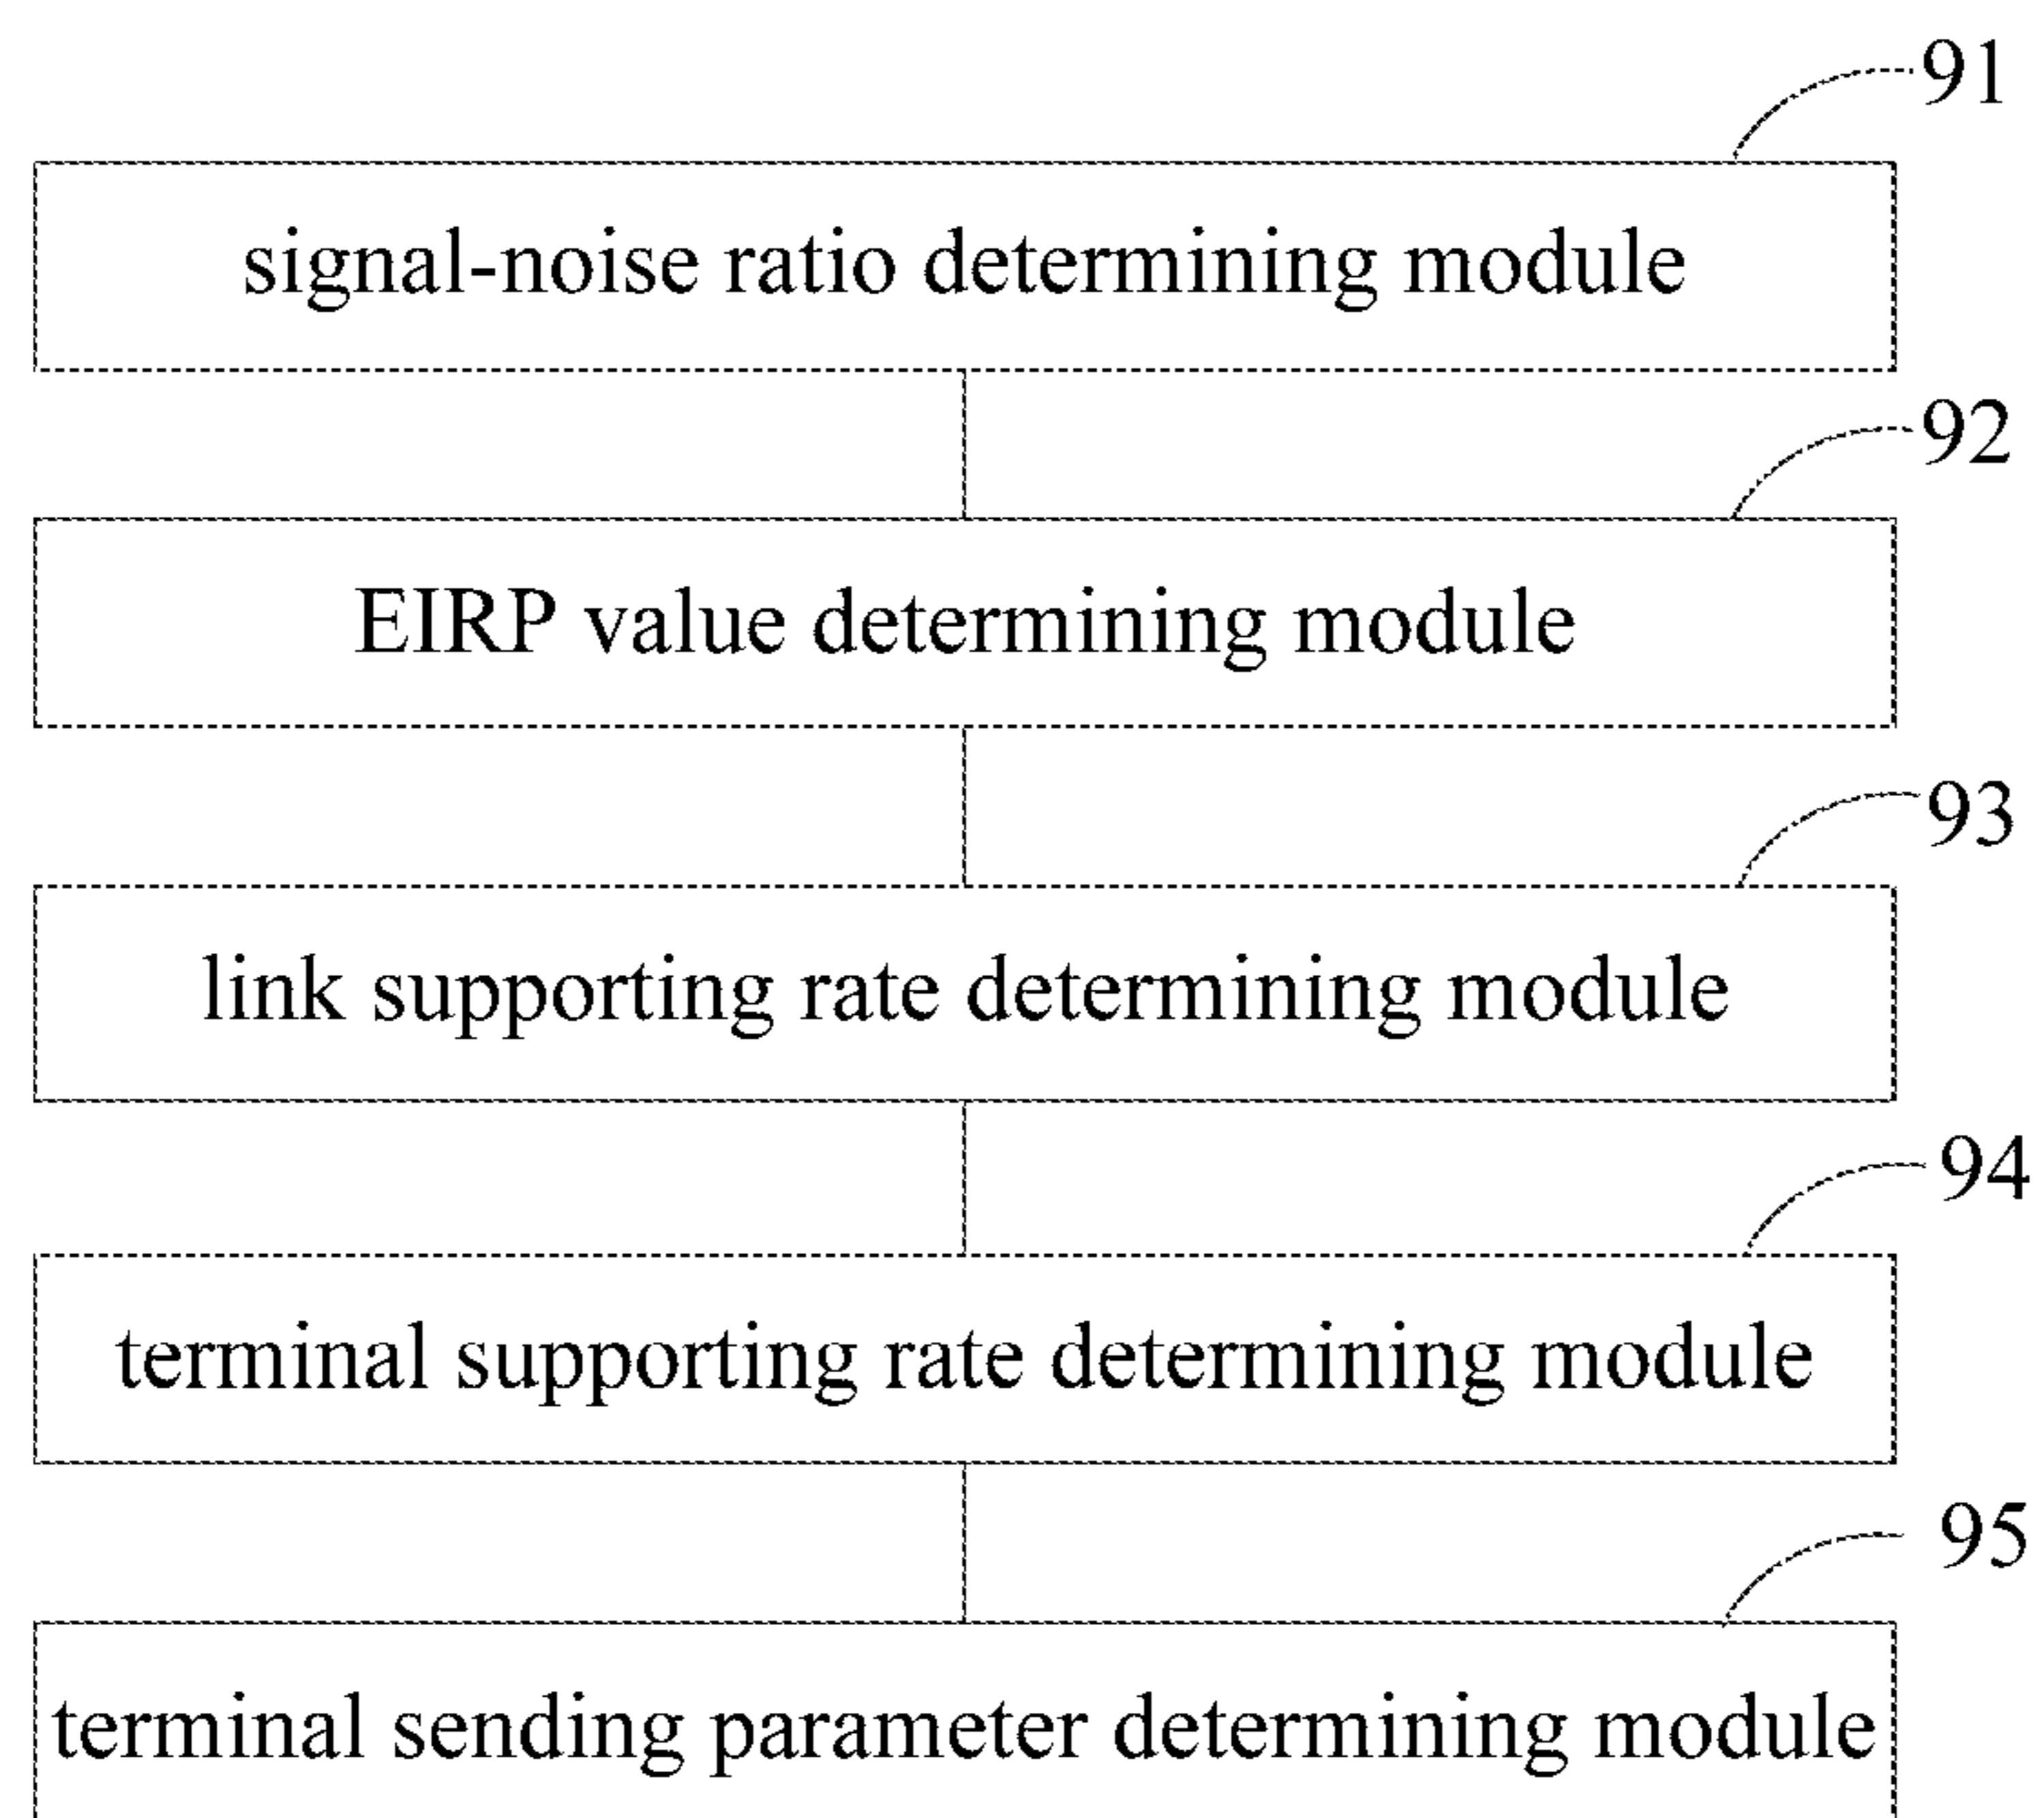 91
signal-noise ratio determining module
92
EIRP value determining module
93
link supporting rate determining module
94
terminal supporting rate determining module
95
terminal sending parameter determining module